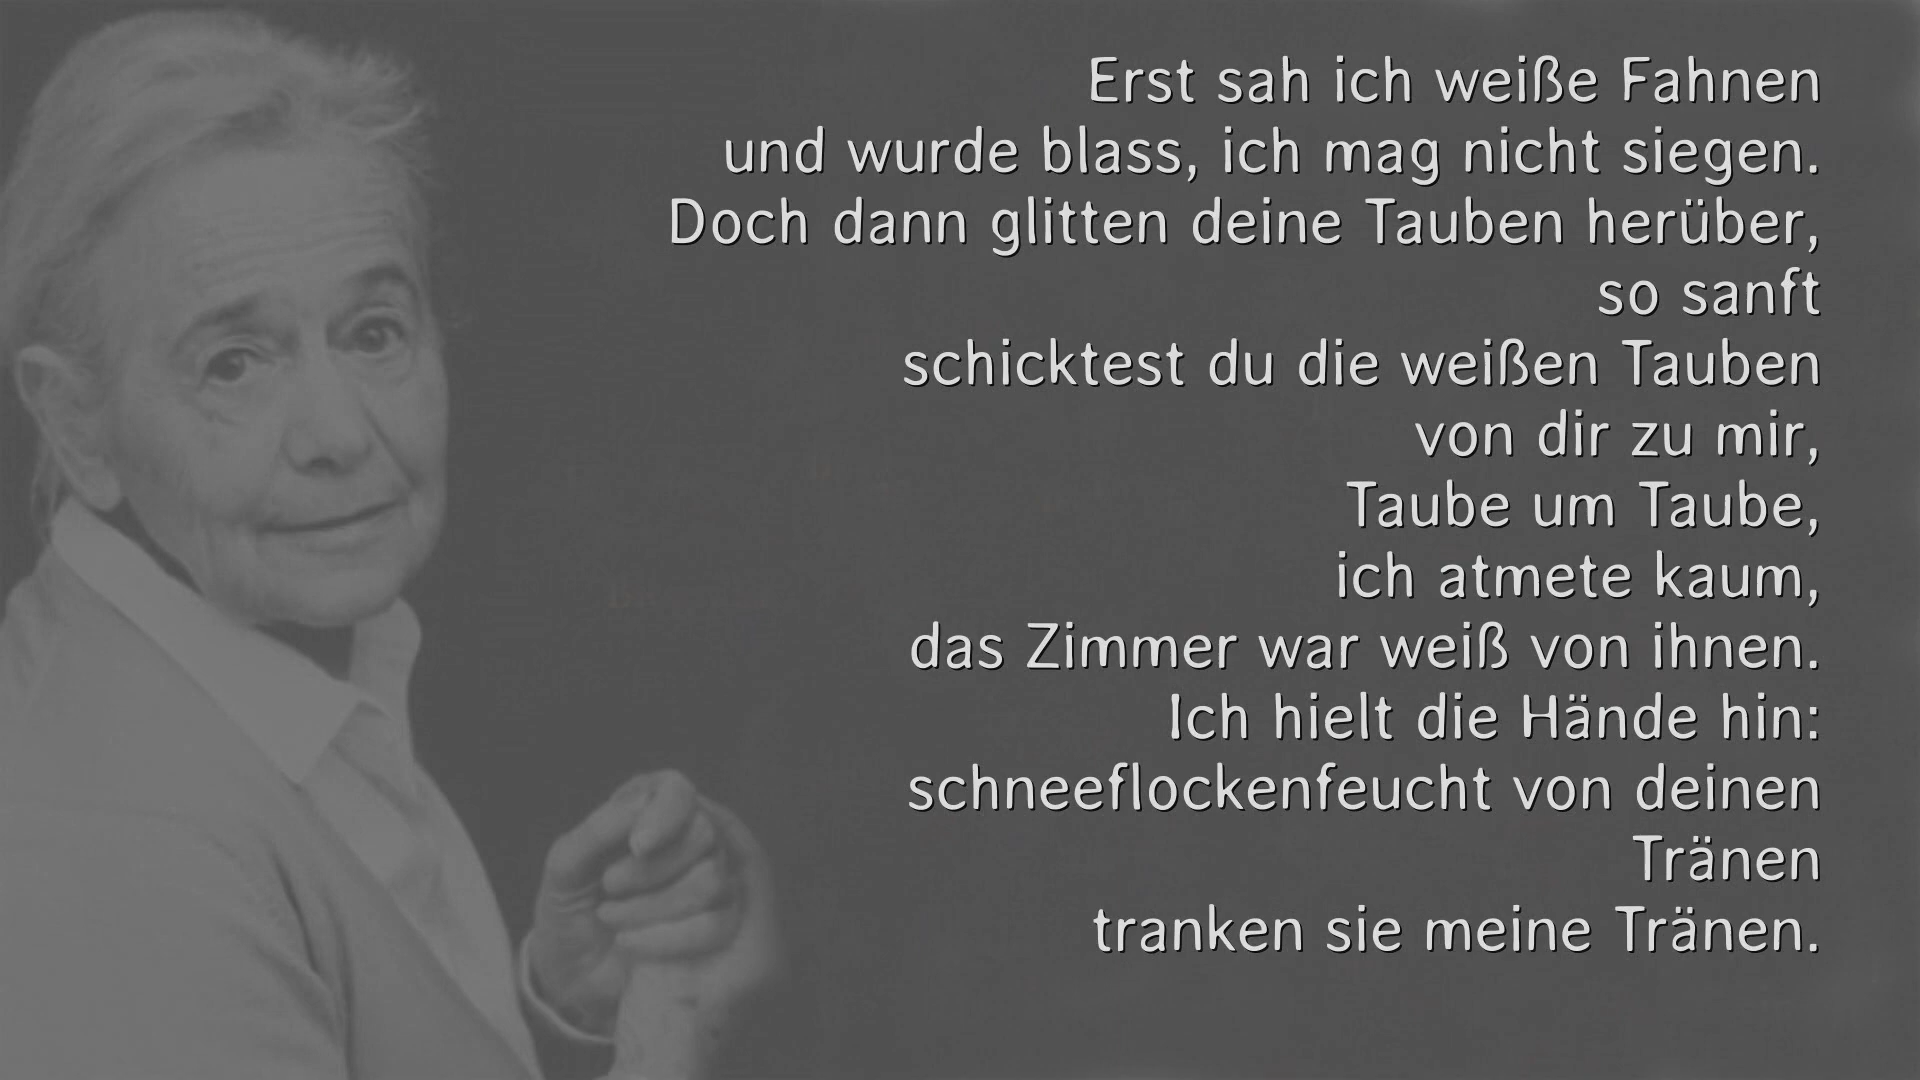 Erst sah ich weiße Fahnen
und wurde blass, ich mag nicht siegen.
Doch dann glitten deine Tauben herüber,
so sanft
schicktest du die weißen Tauben
von dir zu mir,
Taube um Taube,
ich atmete kaum,
das Zimmer war weiß von ihnen.
Ich hielt die Hände hin:
schneeflockenfeucht von deinen
Tränen
tranken sie meine Tränen.